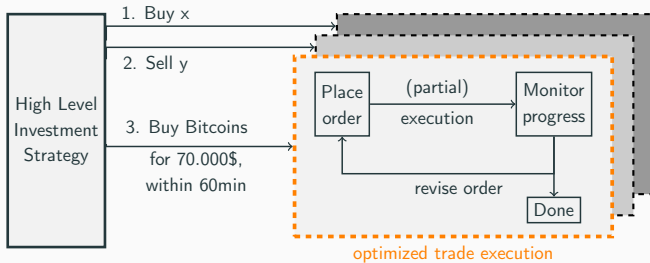 1. Buy x
2. Sell y
High Level
Investment
Strategy
3. Buy Bitcoins
for 70.000$,
within 60min
Place
order
(partial)
execution
Monitor
progress
revise order
Done
optimized trade execution